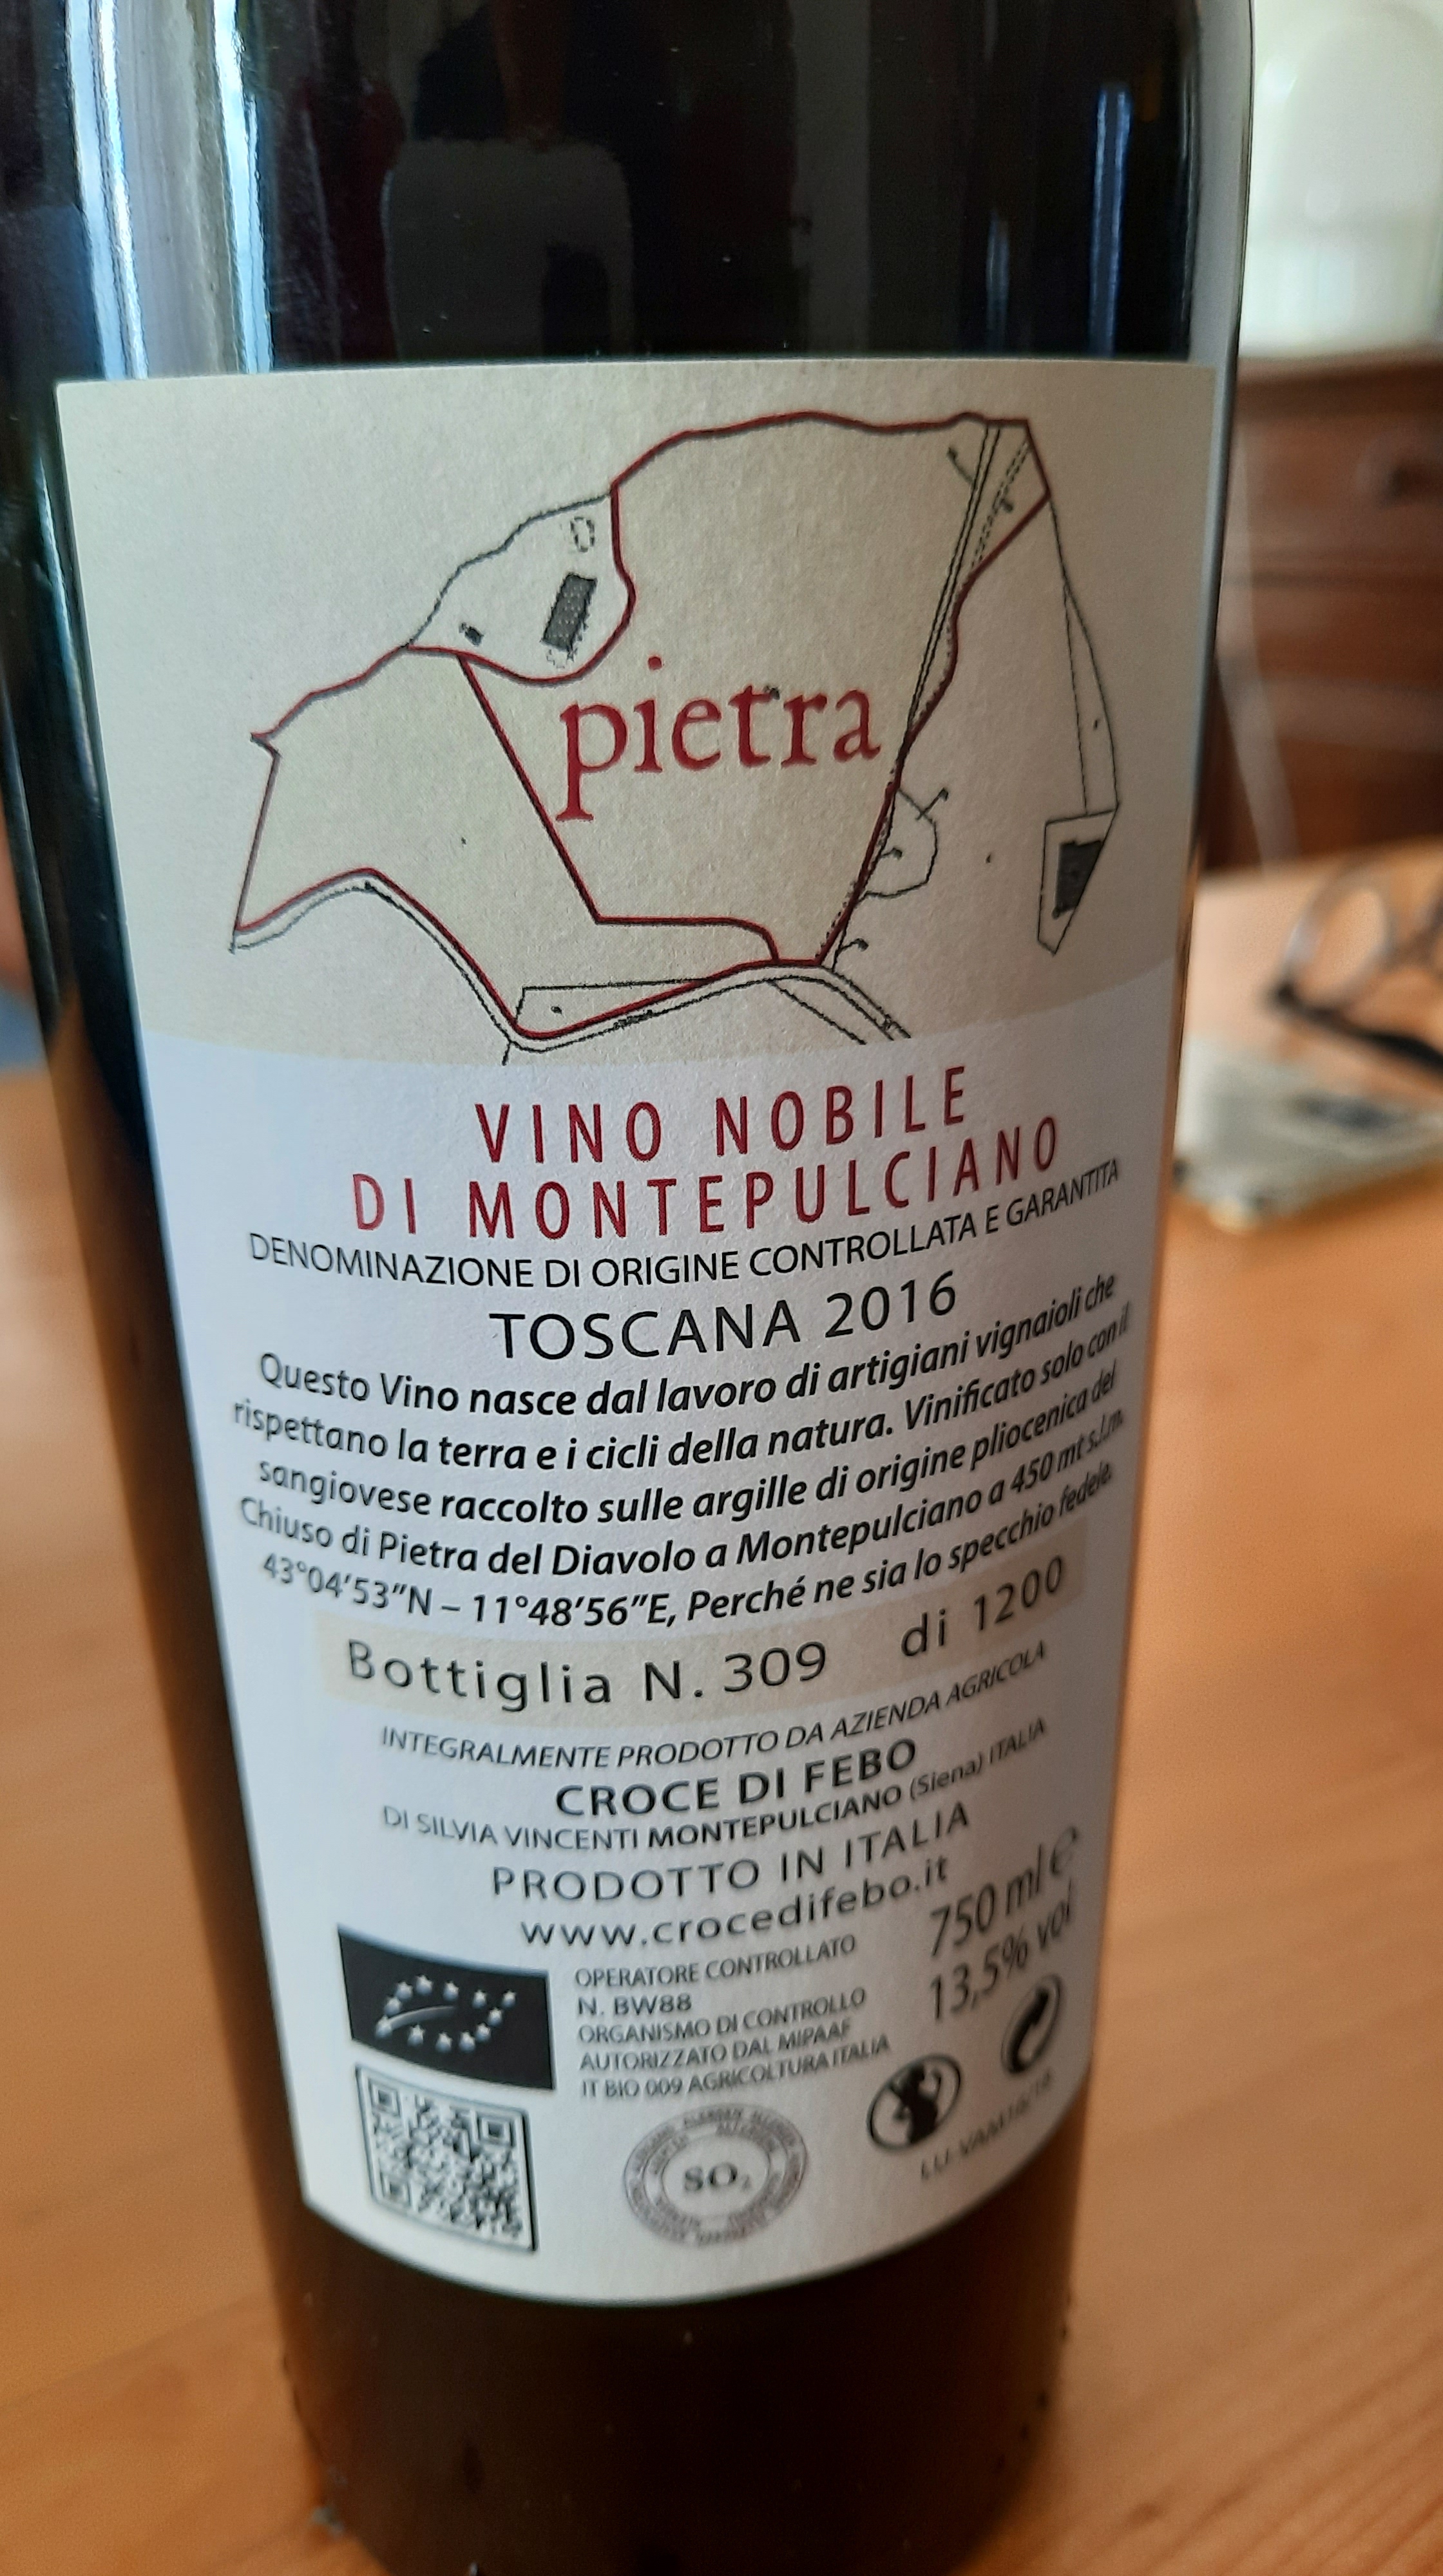 pietra
VINO NOBILE
DI MONTEPULCIANO
DENOMINAZIONE DI ORIGINE CONTROLLATA E GARANTITA
TOSCANA 2016
Questo Vino nasce dal lavoro di artigiani vignaioli che
rispettano la terra e i cicli della natura. Vinificato solo con il
sangiovese raccolto sulle argille di origine pliocenica del
Chiuso di Pietra del Diavolo a Montepulciano a 450 mt s.l.m.
43°04'53"N – 11°48'56"E, Perché ne sia lo specchio fedele.
Bottiglia N. 309 di 1200
INTEGRALMENTE PRODOTTO DA AZIENDA AGRICOLA
CROCE DI FEBO
DI SILVIA VINCENTI MONTEPULCIANO (Siena) ITALIA
PRODOTTO IN ITALIA
www.crocedifebo.it
750 ml e
13,5% vol
OPERATORE CONTROLLATO
N. BW88
ORGANISMO DI CONTROLLO
AUTORIZZATO DAL MIPAAF
IT BIO 009 AGRICOLTURA ITALIA
SO₂